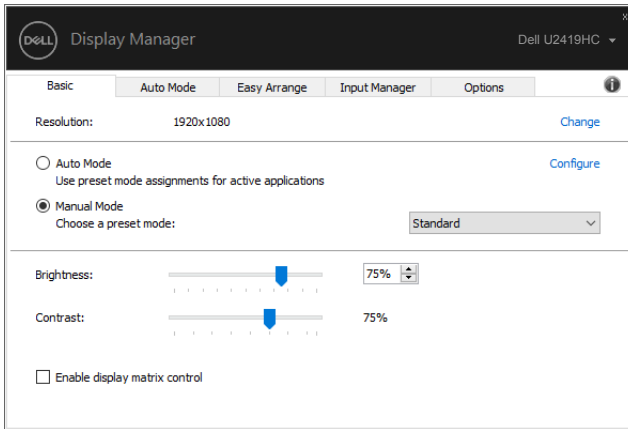 x
DELL Display Manager Dell U2419HC
Basic Auto Mode Easy Arrange Input Manager Options i
Resolution: 1920x1080 Change
Auto Mode Configure
Use preset mode assignments for active applications
Manual Mode
Choose a preset mode: Standard
Brightness: 75%
Contrast: 75%
Enable display matrix control